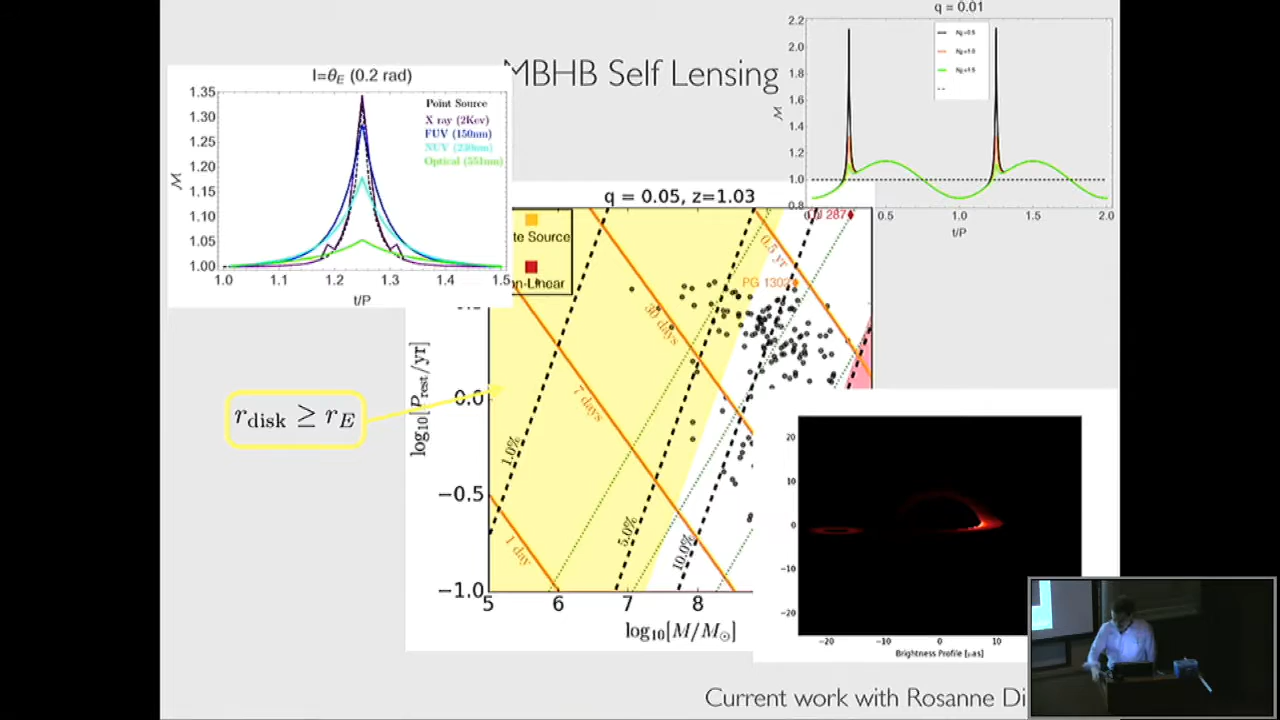 MBHB Self Lensing
I=θ_E (0.2 rad)
1.35
1.30
1.25
1.20
1.15
1.10
1.05
1.00
M
Point Source
X ray (2Kev)
FUV (150nm)
NUV (230nm)
Optical (551nm)
1.0 1.1 1.2 1.3 1.4 1.5
t/P
q = 0.01
2.2
2.0
1.8
1.6
1.4
1.2
1.0
0.8
M
0.5 1.0 1.5 2.0
t/P
q = 0.05, z=1.03
te Source
on-Linear
287
PG 1302
0.5 yr
30 days
7 days
1 day
1.0%
5.0%
10.0%
log₁₀[P_rest/yr]
0.0
−0.5
−1.0
5 6 7 8
log₁₀[M/M⊙]
r_disk ≥ r_E
20
10
0
−10
−20
−20 −10 0 10
Brightness Profile [μas]
Current work with Rosanne Di